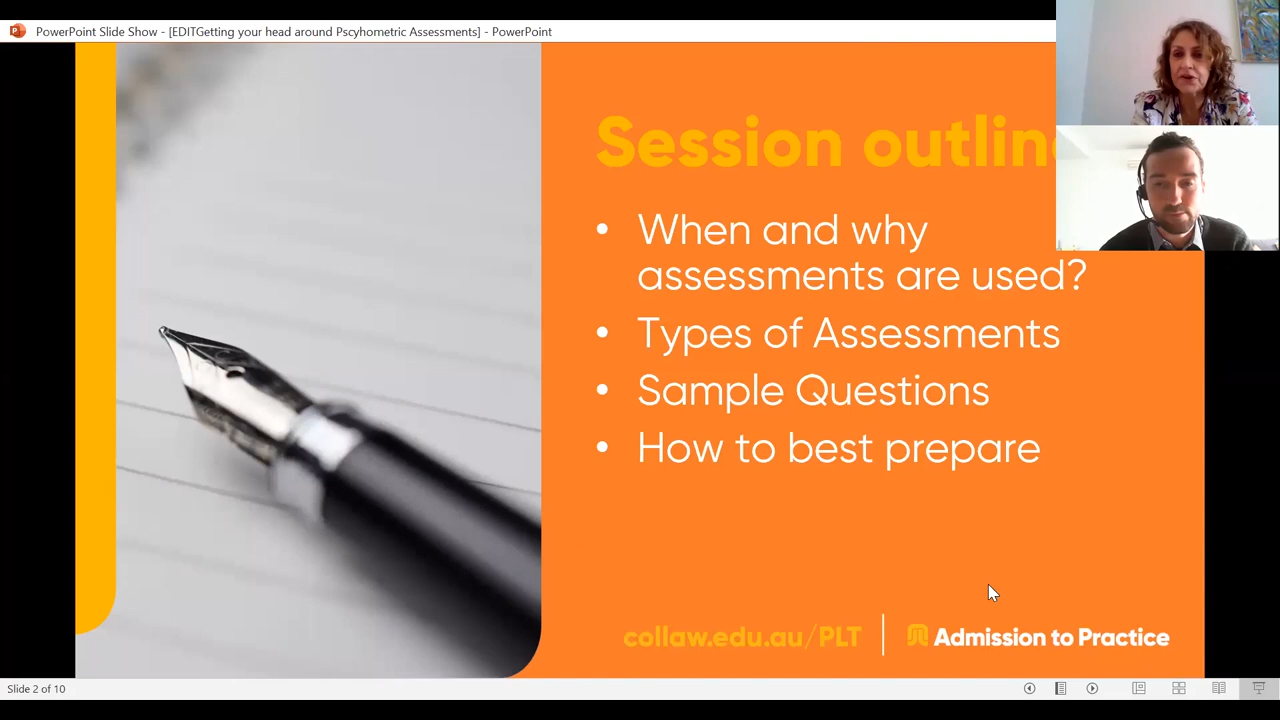 PowerPoint Slide Show - [EDITGetting your head around Pscyhometric Assessments] - PowerPoint
Session outlin
• When and why
assessments are used?
• Types of Assessments
• Sample Questions
• How to best prepare
collaw.edu.au/PLT
Admission to Practice
Slide 2 of 10